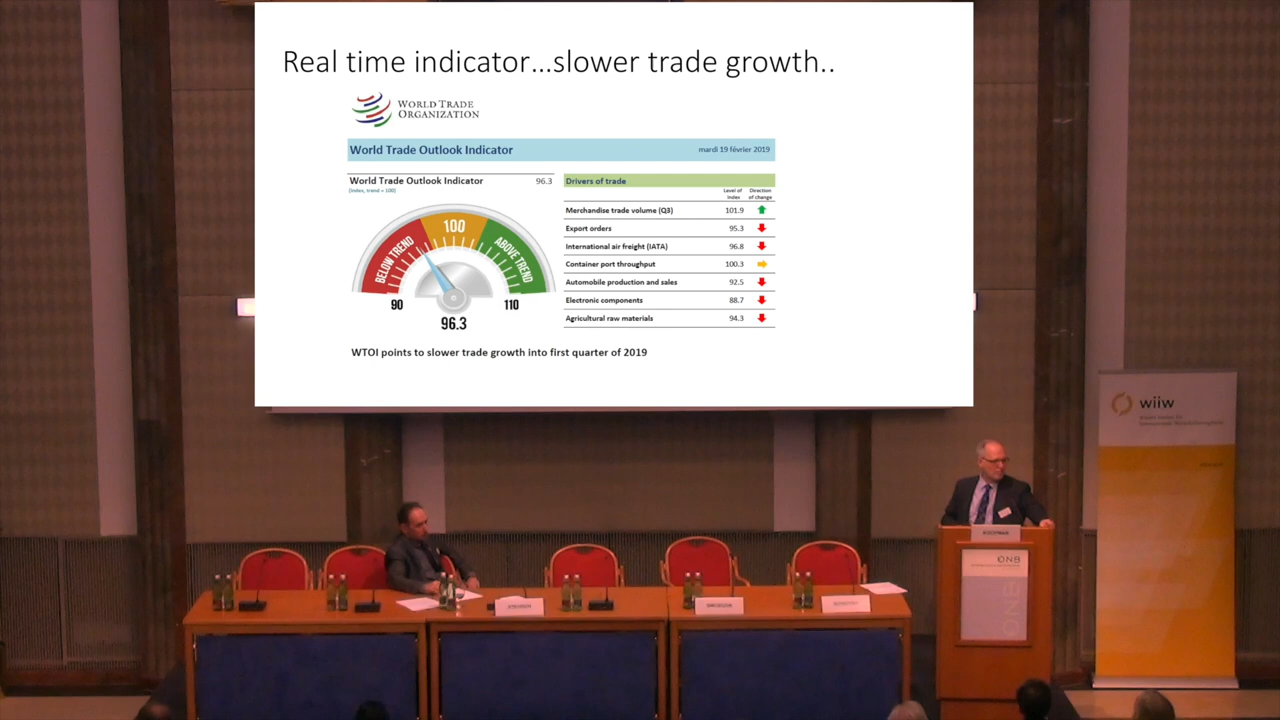 Real time indicator...slower trade growth..
WORLD TRADE
ORGANIZATION
World Trade Outlook Indicator
mardi 19 février 2019
World Trade Outlook Indicator 96.3
(Index, trend = 100)
BELOW TREND
100
ABOVE TREND
90
110
96.3
Drivers of trade
Level of Index
Direction of change
Merchandise trade volume (Q3) 101.9
Export orders 95.3
International air freight (IATA) 96.8
Container port throughput 100.3
Automobile production and sales 92.5
Electronic components 88.7
Agricultural raw materials 94.3
WTOI points to slower trade growth into first quarter of 2019
wiiw
ONB